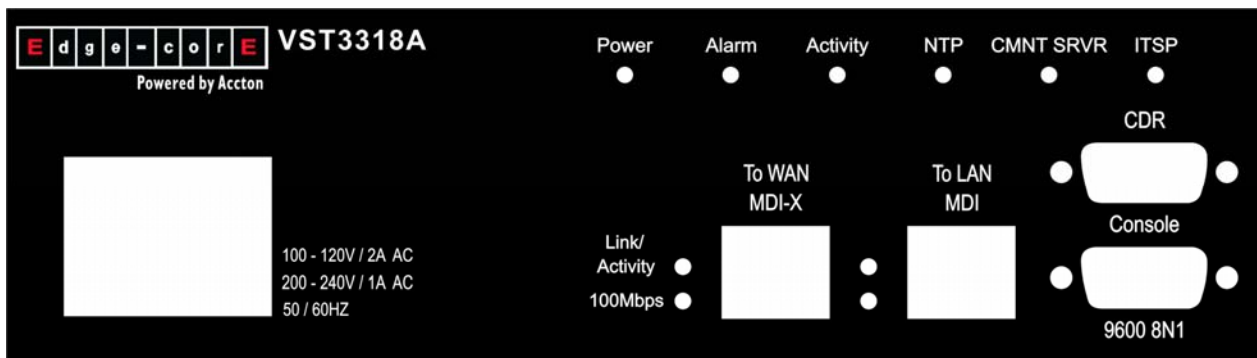 Edge-corE VST3318A
Powered by Accton
Power Alarm Activity NTP CMNT SRVR ITSP
CDR
To WAN
MDI-X
To LAN
MDI
Console
Link/
Activity
100Mbps
100 - 120V / 2A AC
200 - 240V / 1A AC
50 / 60HZ
9600 8N1